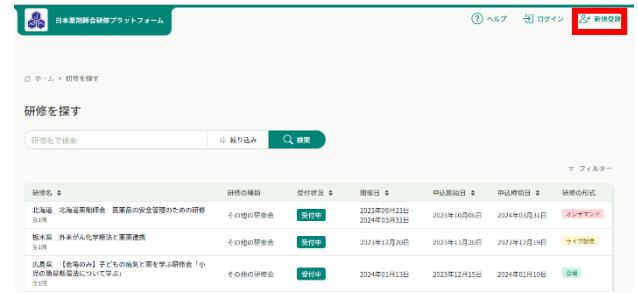 日本薬剤師会研修プラットフォーム
ヘルプ ログイン 新規登録
ホーム > 研修を探す
研修を探す
研修名で検索 絞り込み 検索
フィルター
研修名 研修の種類 受付状況 開催日 申込開始日 申込締切日 研修の形式
北海道 北海道薬剤師会 医薬品の安全管理のための研修
全1回
その他の研修会 受付中 2023年09月21日 - 2024年03月31日 2023年10月06日 2024年03月31日 オンデマンド
栃木県 外来がん化学療法と薬薬連携
全1回
その他の研修会 受付中 2023年12月20日 2023年11月20日 2023年12月19日 ライブ配信
広島県 【会場のみ】子どもの病気と薬を学ぶ研修会「小
児の簡易懸濁法について学ぶ」
全1回
その他の研修会 受付中 2024年01月13日 2023年12月15日 2024年01月10日 会場